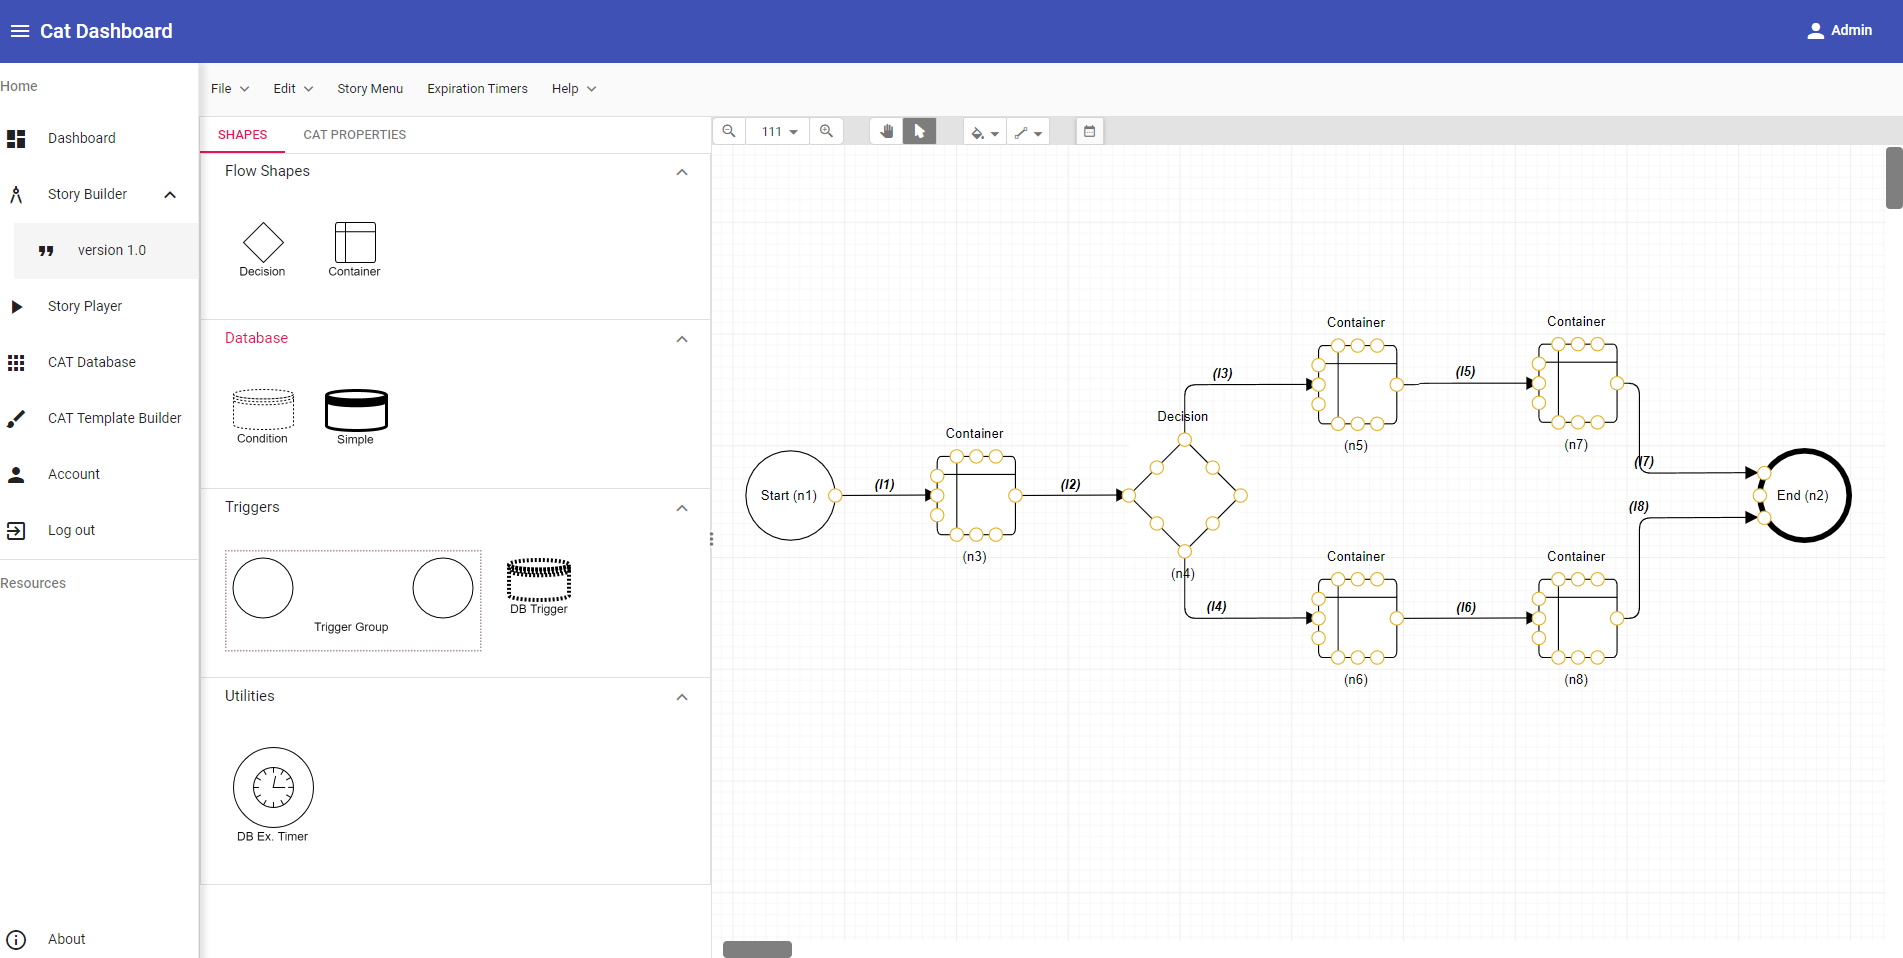 Cat Dashboard
Admin
Home
Dashboard
Story Builder
version 1.0
Story Player
CAT Database
CAT Template Builder
Account
Log out
Resources
About
File
Edit
Story Menu
Expiration Timers
Help
SHAPES
CAT PROPERTIES
Flow Shapes
Decision
Container
Database
Condition
Simple
Triggers
Trigger Group
DB Trigger
Utilities
DB Ex. Timer
111
Start (n1)
(l1)
Container
(n3)
(l2)
Decision
(n4)
(l3)
Container
(n5)
(l5)
Container
(n7)
(l7)
(l4)
Container
(n6)
(l6)
Container
(n8)
(l8)
End (n2)